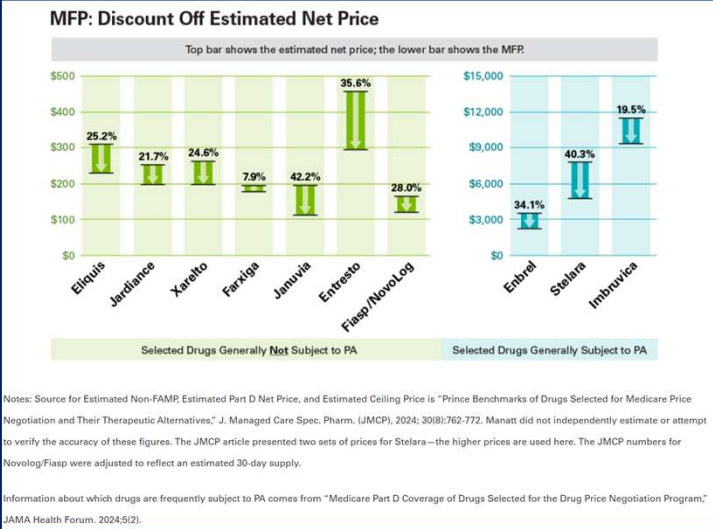 MFP: Discount Off Estimated Net Price
Top bar shows the estimated net price; the lower bar shows the MFP.
$500
$400
$300
$200
$100
$0
25.2%
21.7%
24.6%
7.9%
42.2%
35.6%
28.0%
Eliquis
Jardiance
Xarelto
Farxiga
Januvia
Entresto
Fiasp/NovoLog
Selected Drugs Generally Not Subject to PA
$15,000
$12,000
$9,000
$6,000
$3,000
$0
34.1%
40.3%
19.5%
Enbrel
Stelara
Imbruvica
Selected Drugs Generally Subject to PA
Notes: Source for Estimated Non-FAMP, Estimated Part D Net Price, and Estimated Ceiling Price is “Prince Benchmarks of Drugs Selected for Medicare Price
Negotiation and Their Therapeutic Alternatives,” J. Managed Care Spec. Pharm. (JMCP), 2024; 30(8):762-772. Manatt did not independently estimate or attempt
to verify the accuracy of these figures. The JMCP article presented two sets of prices for Stelara—the higher prices are used here. The JMCP numbers for
Novolog/Fiasp were adjusted to reflect an estimated 30-day supply.
Information about which drugs are frequently subject to PA comes from “Medicare Part D Coverage of Drugs Selected for the Drug Price Negotiation Program,”
JAMA Health Forum. 2024;5(2).